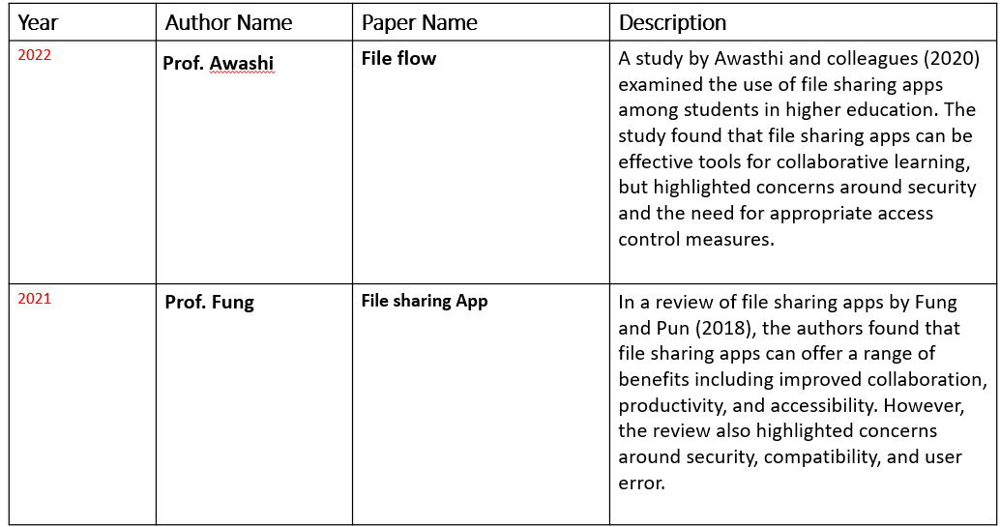 Year
Author Name
Paper Name
Description
2022
Prof. Awashi
File flow
A study by Awasthi and colleagues (2020)
examined the use of file sharing apps
among students in higher education. The
study found that file sharing apps can be
effective tools for collaborative learning,
but highlighted concerns around security
and the need for appropriate access
control measures.
2021
Prof. Fung
File sharing App
In a review of file sharing apps by Fung
and Pun (2018), the authors found that
file sharing apps can offer a range of
benefits including improved collaboration,
productivity, and accessibility. However,
the review also highlighted concerns
around security, compatibility, and user
error.